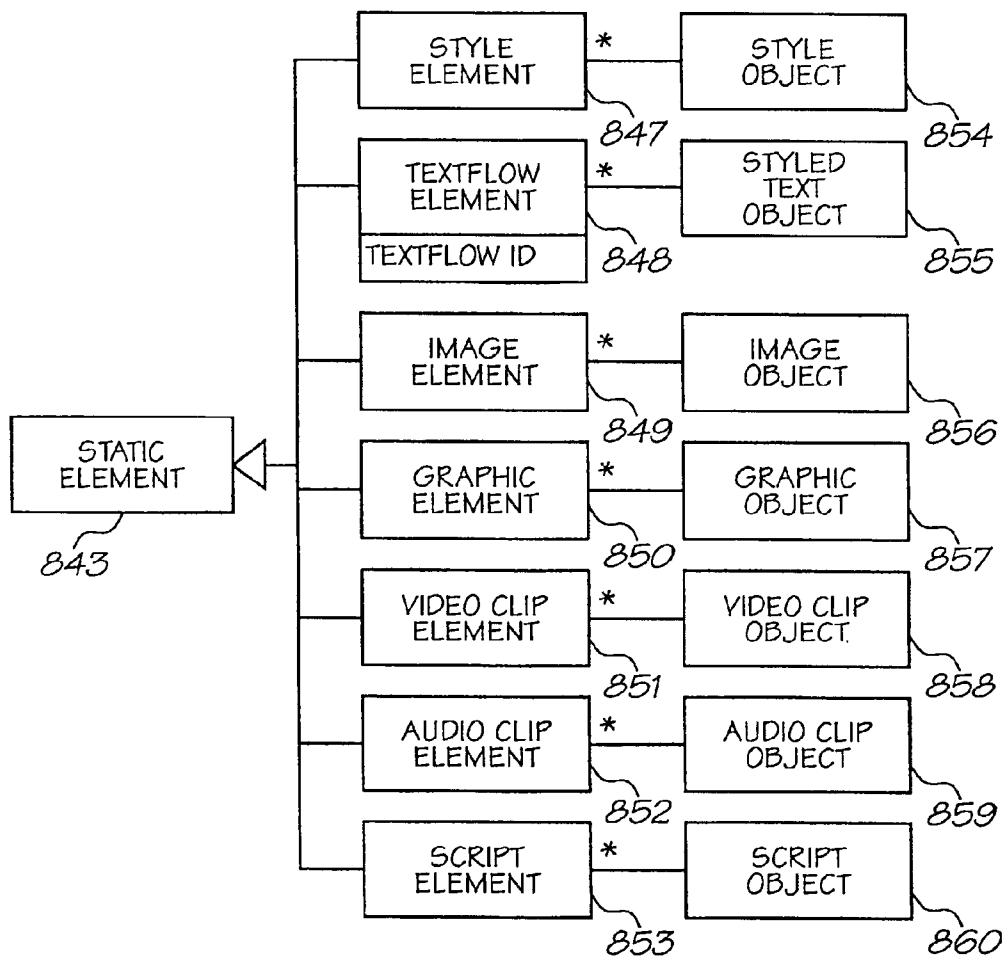 STYLE
ELEMENT
*
STYLE
OBJECT
847
854
TEXTFLOW
ELEMENT
*
STYLED
TEXT
OBJECT
TEXTFLOW ID
848
855
IMAGE
ELEMENT
*
IMAGE
OBJECT
849
856
STATIC
ELEMENT
843
GRAPHIC
ELEMENT
*
GRAPHIC
OBJECT
850
857
VIDEO CLIP
ELEMENT
*
VIDEO CLIP
OBJECT
851
858
AUDIO CLIP
ELEMENT
*
AUDIO CLIP
OBJECT
852
859
SCRIPT
ELEMENT
*
SCRIPT
OBJECT
853
860